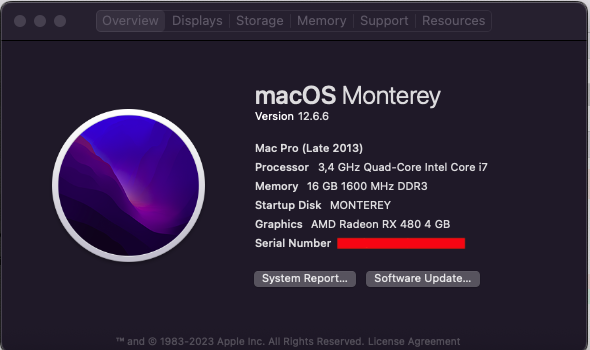 Overview Displays Storage Memory Support Resources
macOS Monterey
Version 12.6.6
Mac Pro (Late 2013)
Processor 3,4 GHz Quad-Core Intel Core i7
Memory 16 GB 1600 MHz DDR3
Startup Disk MONTEREY
Graphics AMD Radeon RX 480 4 GB
Serial Number
System Report... Software Update...
™ and © 1983-2023 Apple Inc. All Rights Reserved. License Agreement